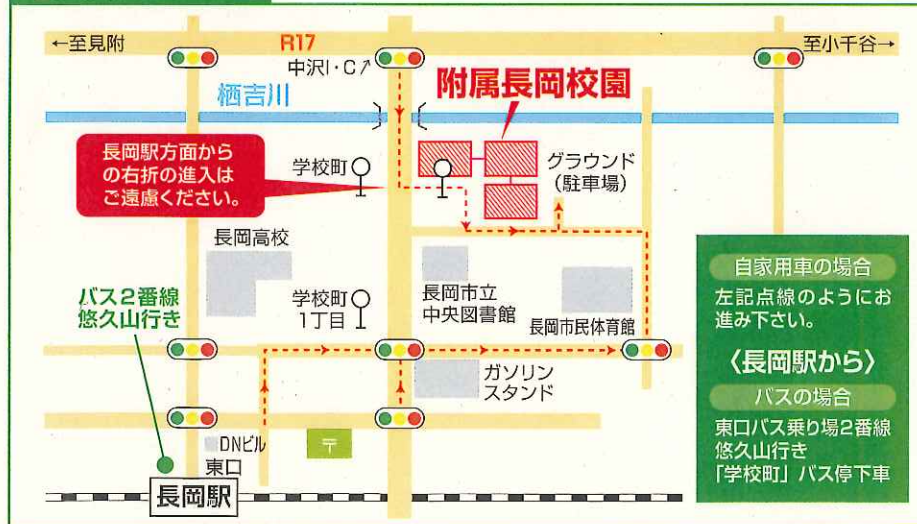 ←至見附
R17
至小千谷→
中沢I・C↗
栖吉川
附属長岡校園
長岡駅方面から
の右折の進入は
ご遠慮ください。
学校町
グラウンド
(駐車場)
長岡高校
バス2番線
悠久山行き
学校町
1丁目
長岡市立
中央図書館
長岡市民体育館
ガソリン
スタンド
DNビル
東口
〒
長岡駅
自家用車の場合
左記点線のようにお
進み下さい。
〈長岡駅から〉
バスの場合
東口バス乗り場2番線
悠久山行き
「学校町」バス停下車